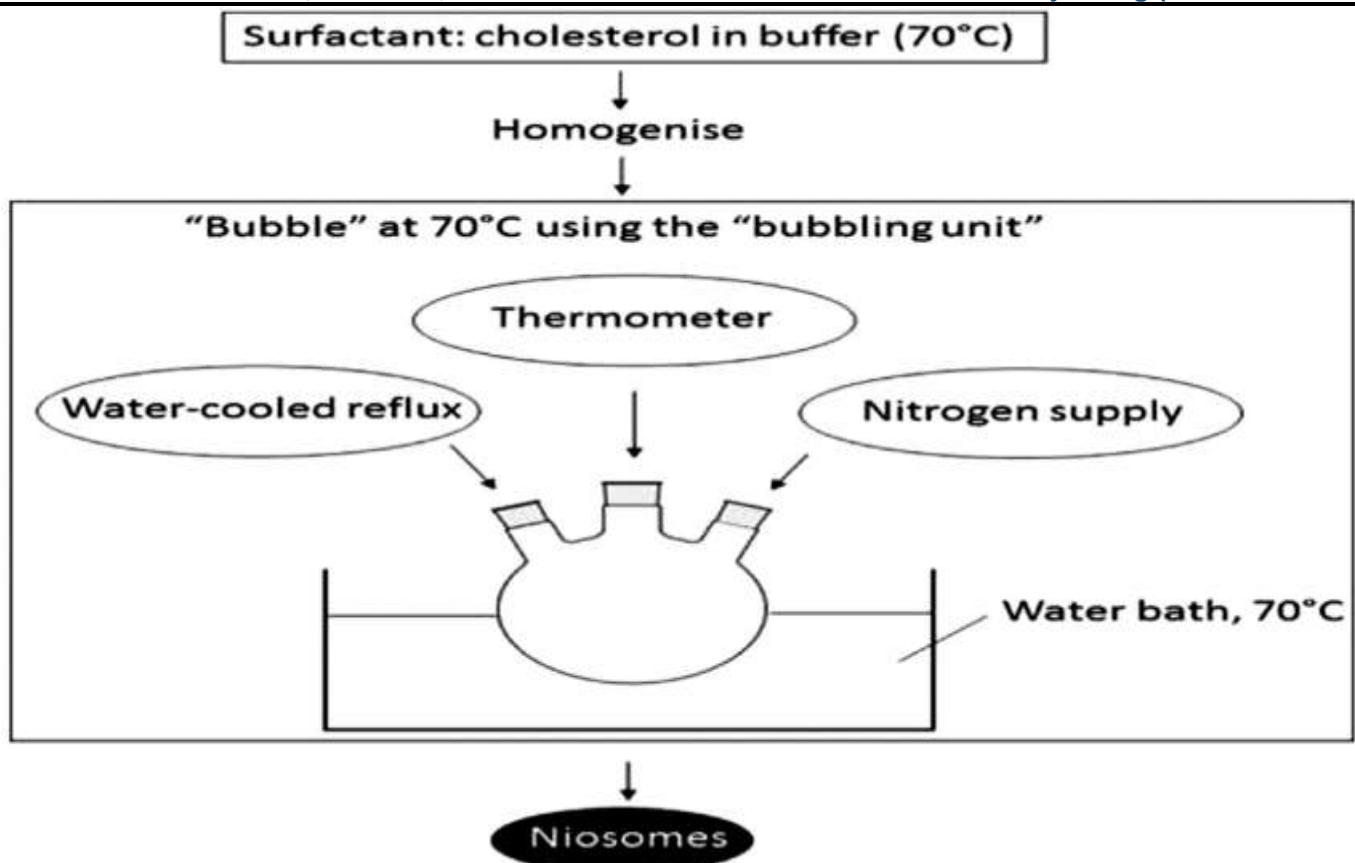 Surfactant: cholesterol in buffer (70°C)
Homogenise
“Bubble” at 70°C using the “bubbling unit”
Thermometer
Water-cooled reflux
Nitrogen supply
Water bath, 70°C
Niosomes